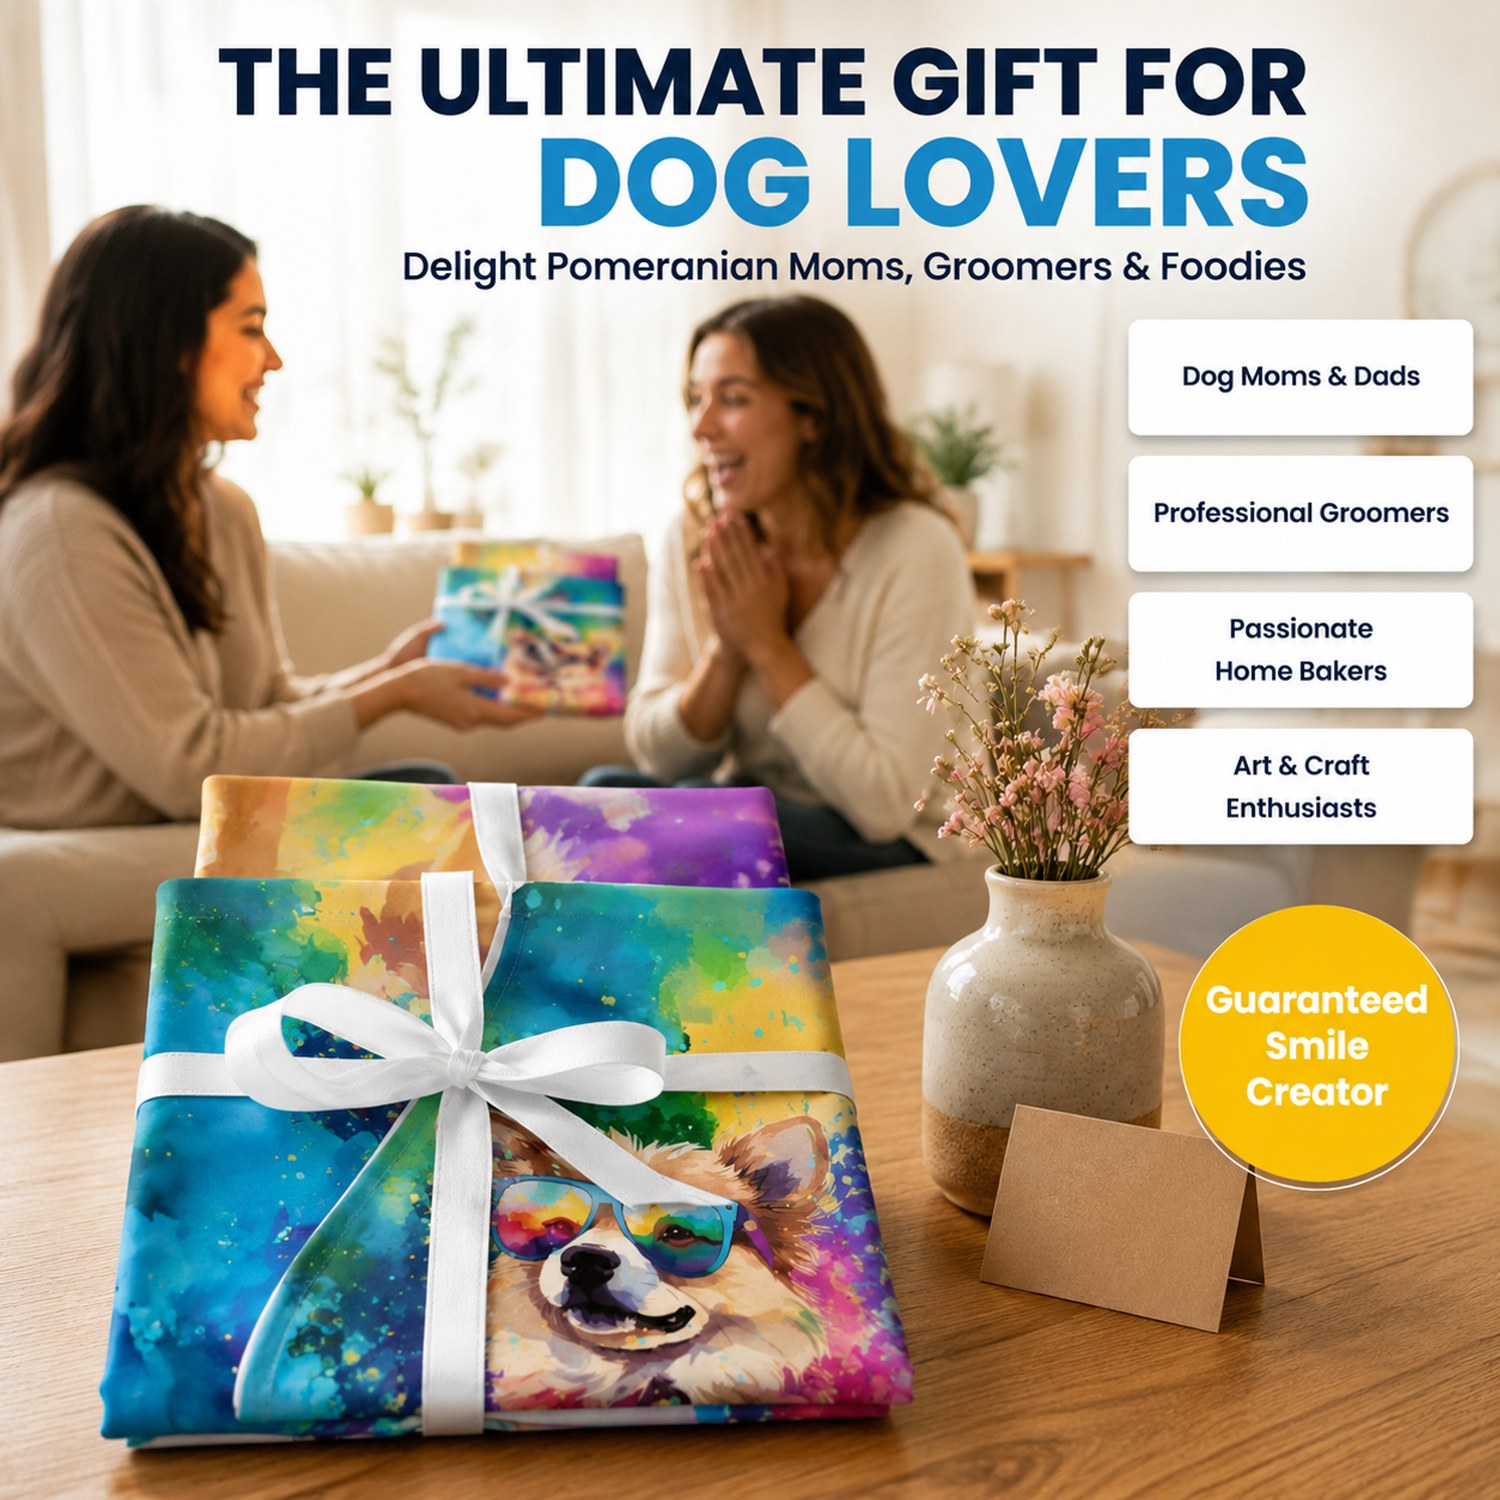 THE ULTIMATE GIFT FOR
DOG LOVERS
Delight Pomeranian Moms, Groomers & Foodies
Dog Moms & Dads
Professional Groomers
Passionate
Home Bakers
Art & Craft
Enthusiasts
Guaranteed
Smile
Creator